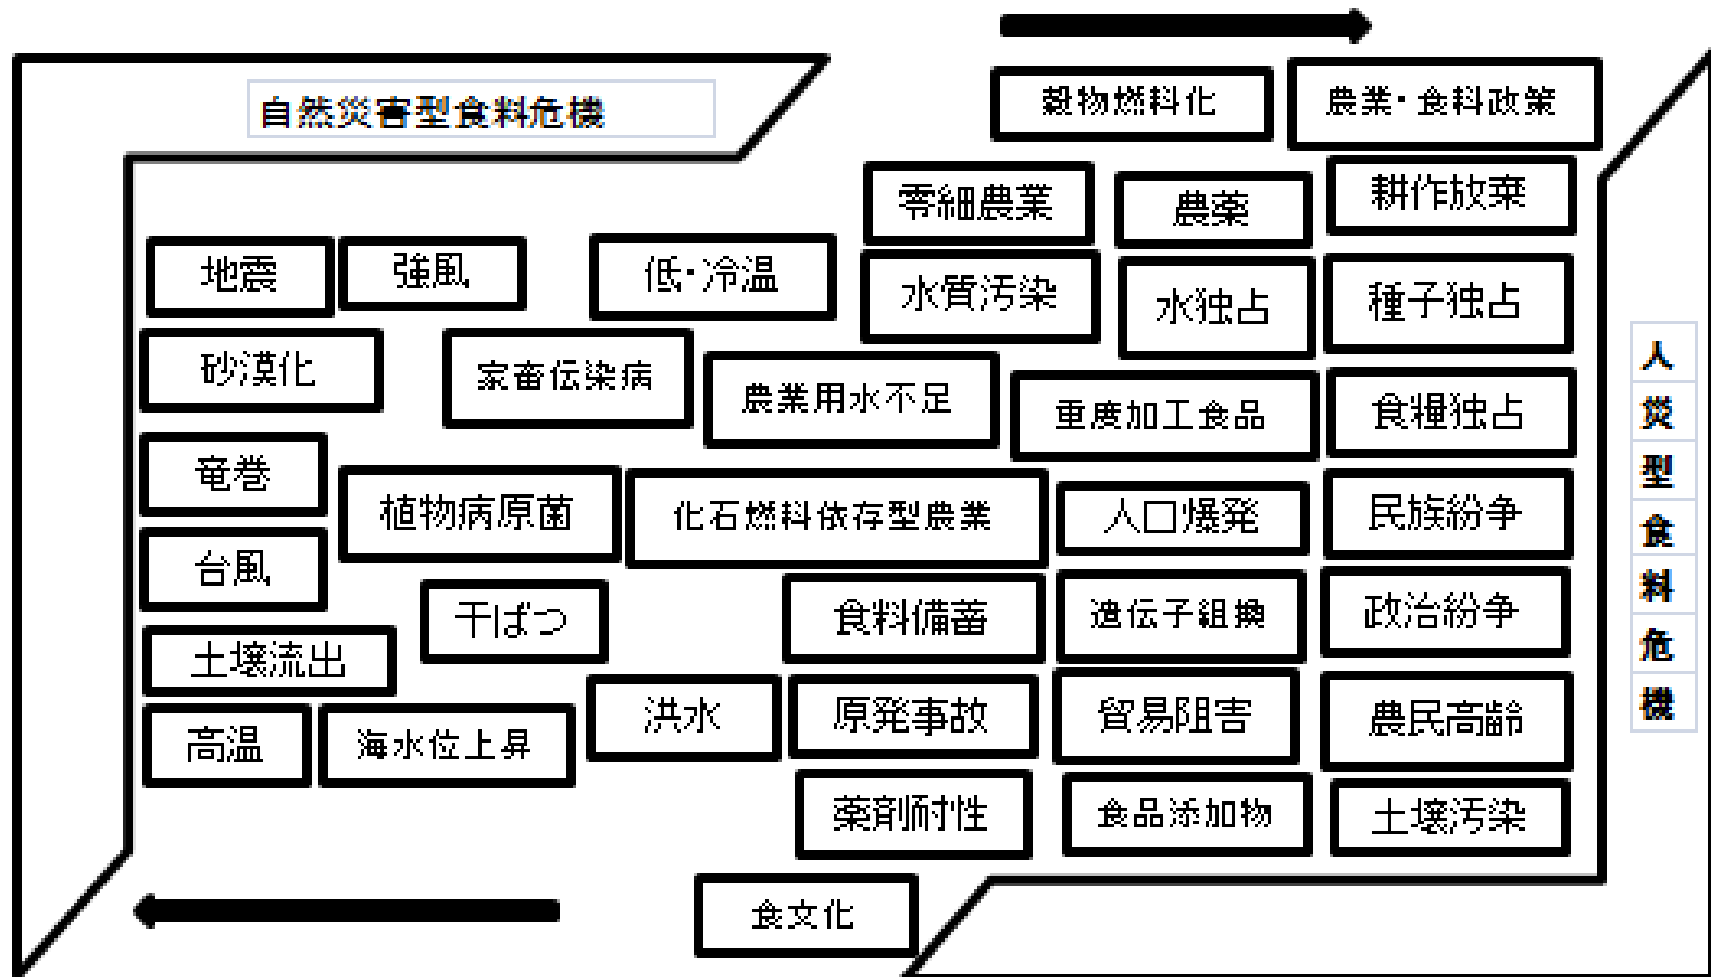 自然災害型食料危機
穀物燃料化
農業・食料政策
零細農業
農薬
耕作放棄
地震
強風
低・冷温
水質汚染
水独占
種子独占
砂漠化
家畜伝染病
農業用水不足
重度加工食品
食糧独占
竜巻
植物病原菌
化石燃料依存型農業
人口爆発
民族紛争
台風
干ばつ
食料備蓄
遺伝子組換
政治紛争
土壌流出
洪水
原発事故
貿易阻害
農民高齢
高温
海水位上昇
薬剤耐性
食品添加物
土壌汚染
食文化
人災型食料危機